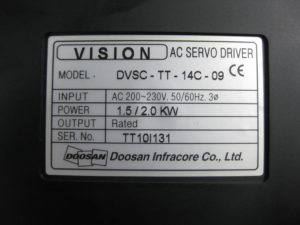 VISION AC SERVO DRIVER
MODEL : DVSC - TT - 14C - 09 CE
INPUT AC 200~230V. 50/60Hz. 3ø
POWER 1.5 / 2.0 KW
OUTPUT Rated
SER. No. TT10I131
DOOSAN Doosan Infracore Co., Ltd.